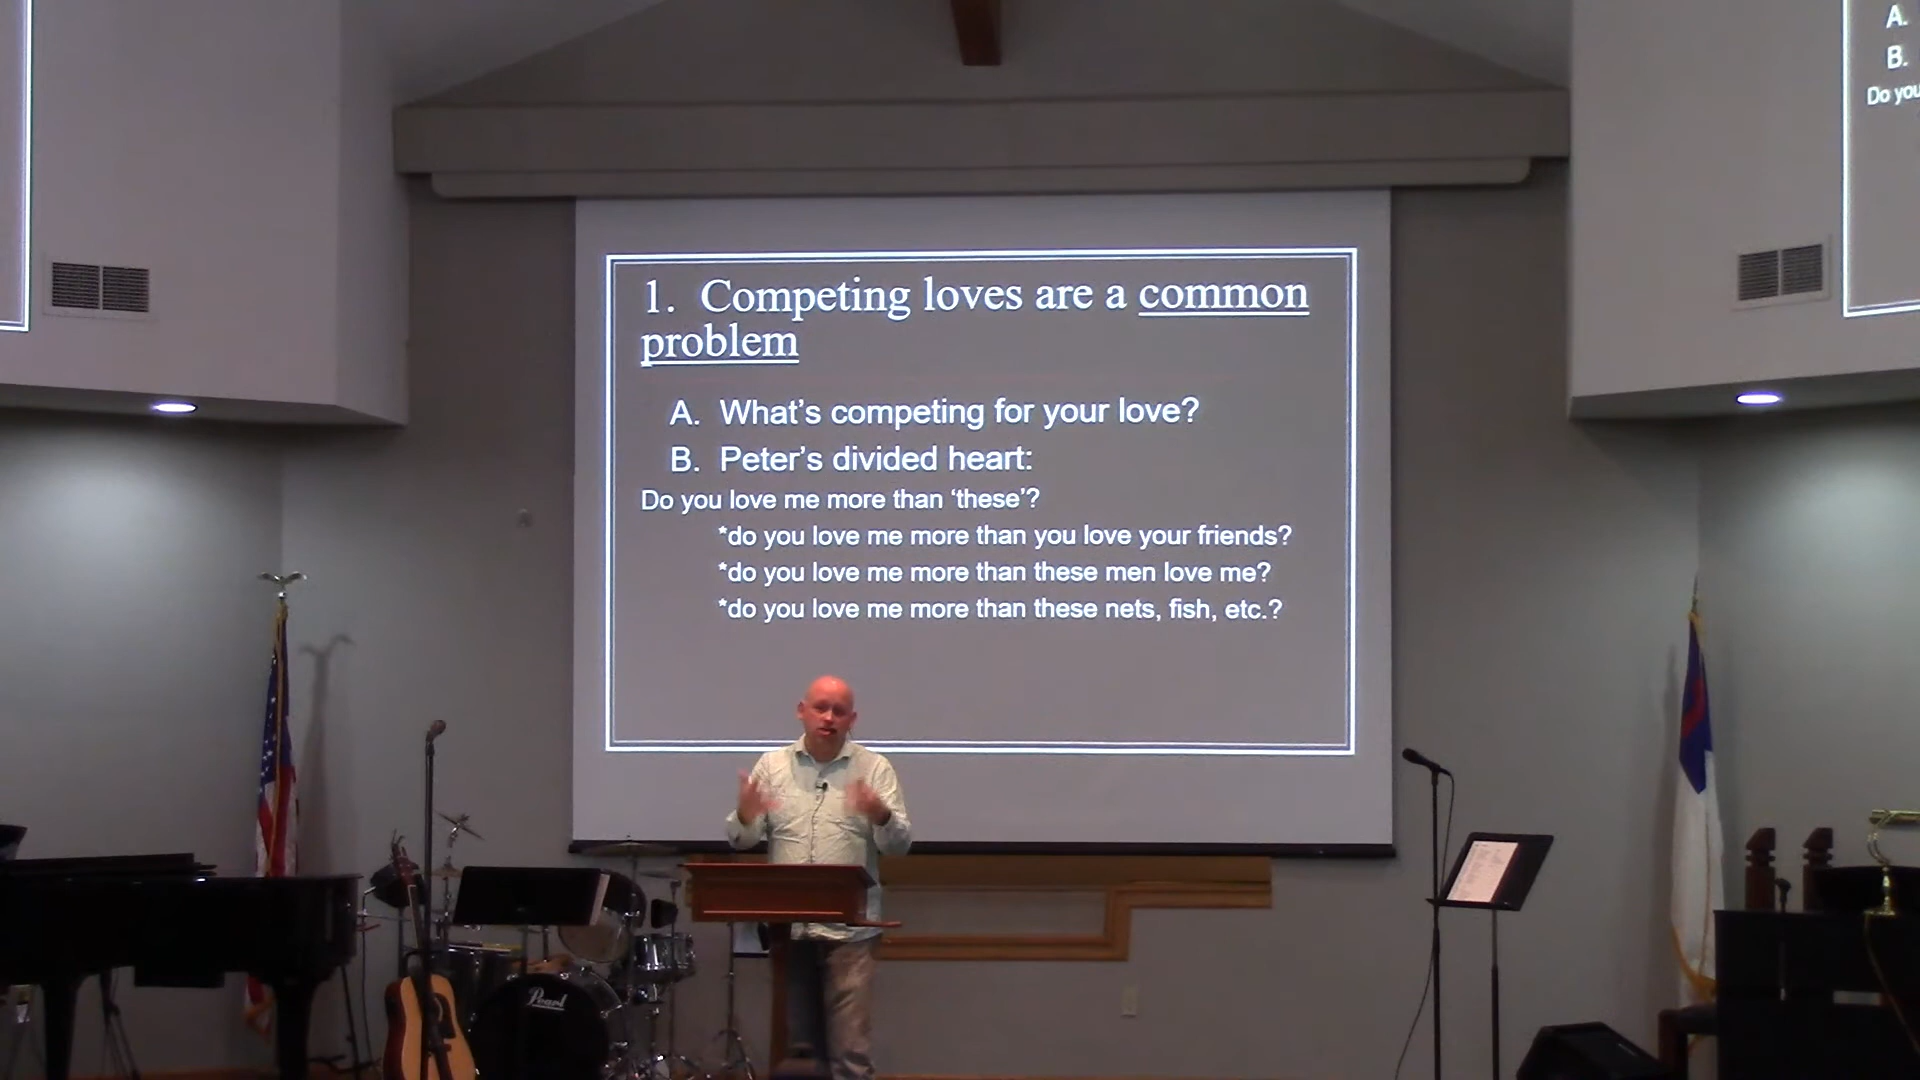 1. Competing loves are a common
problem
A. What's competing for your love?
B. Peter's divided heart:
Do you love me more than 'these'?
*do you love me more than you love your friends?
*do you love me more than these men love me?
*do you love me more than these nets, fish, etc.?
A.
B.
Do you
Pearl